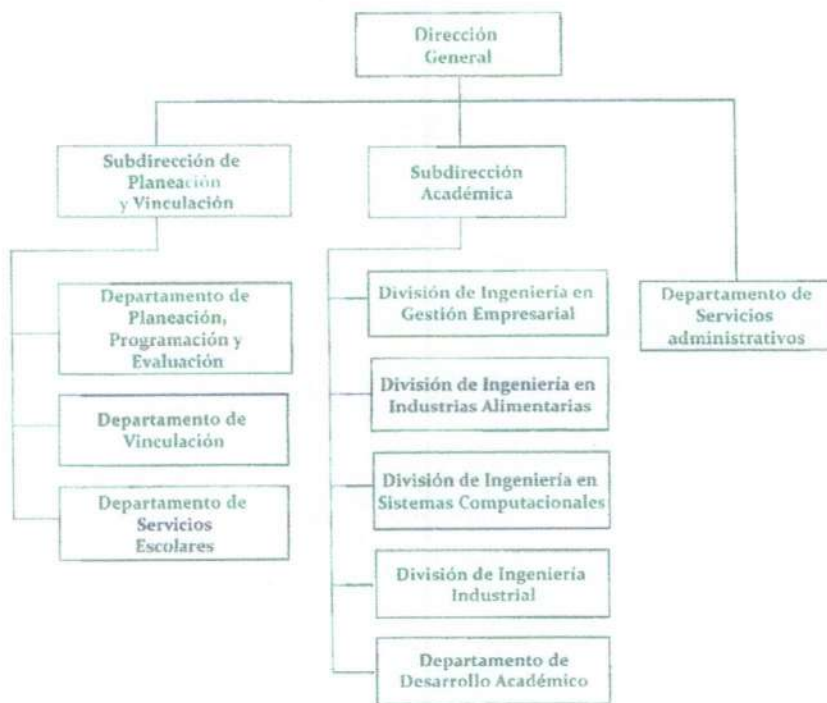 Dirección
General
Subdirección de
Planeación
y Vinculación
Subdirección
Académica
Departamento de
Planeación,
Programación y
Evaluación
Departamento de
Vinculación
Departamento de
Servicios
Escolares
División de Ingeniería en
Gestión Empresarial
División de Ingeniería en
Industrias Alimentarias
División de Ingeniería en
Sistemas Computacionales
División de Ingeniería
Industrial
Departamento de
Desarrollo Académico
Departamento de
Servicios
administrativos